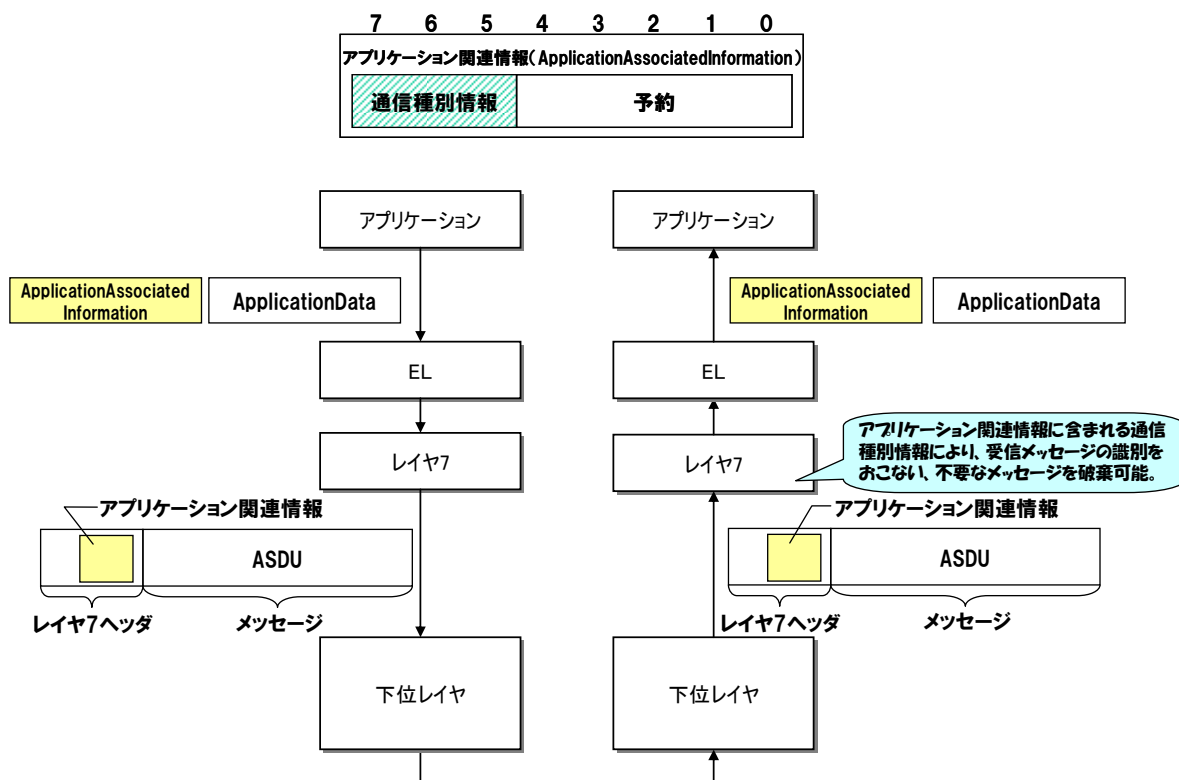 7 6 5 4 3 2 1 0
アプリケーション関連情報(ApplicationAssociatedInformation)
通信種別情報 予約
アプリケーション アプリケーション
ApplicationAssociated
Information
ApplicationData
ApplicationAssociated
Information
ApplicationData
EL EL
レイヤ7 レイヤ7
アプリケーション関連情報に含まれる通信
種別情報により、受信メッセージの識別を
おこない、不要なメッセージを破棄可能。
アプリケーション関連情報 アプリケーション関連情報
ASDU ASDU
レイヤ7ヘッダ メッセージ レイヤ7ヘッダ メッセージ
下位レイヤ 下位レイヤ